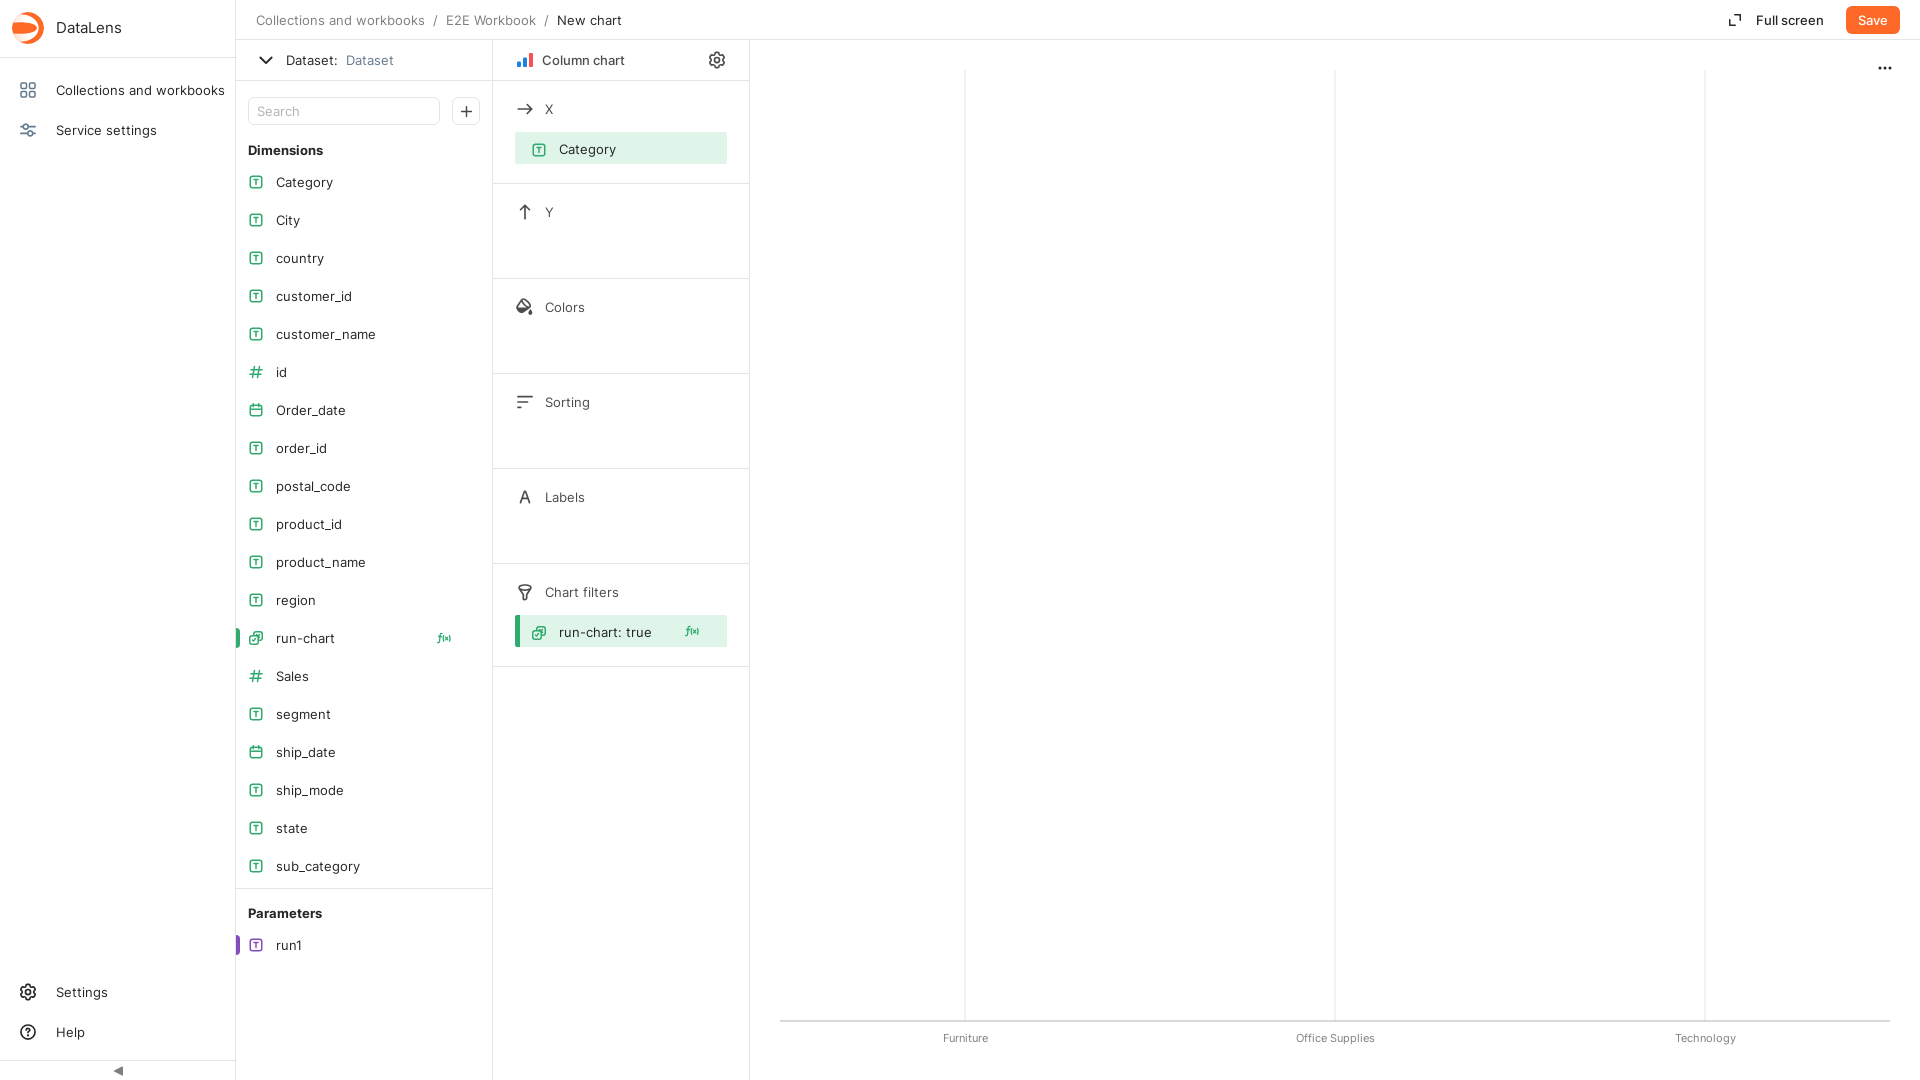 DataLens
Collections and workbooks
Service settings
Settings
Help
Collections and workbooks / E2E Workbook / New chart
Full screen
Save
Dataset: Dataset
Search
Dimensions
Category
City
country
customer_id
customer_name
id
Order_date
order_id
postal_code
product_id
product_name
region
run-chart
Sales
segment
ship_date
ship_mode
state
sub_category
Parameters
run1
Column chart
X
Category
Y
Colors
Sorting
Labels
Chart filters
run-chart: true
Furniture
Office Supplies
Technology